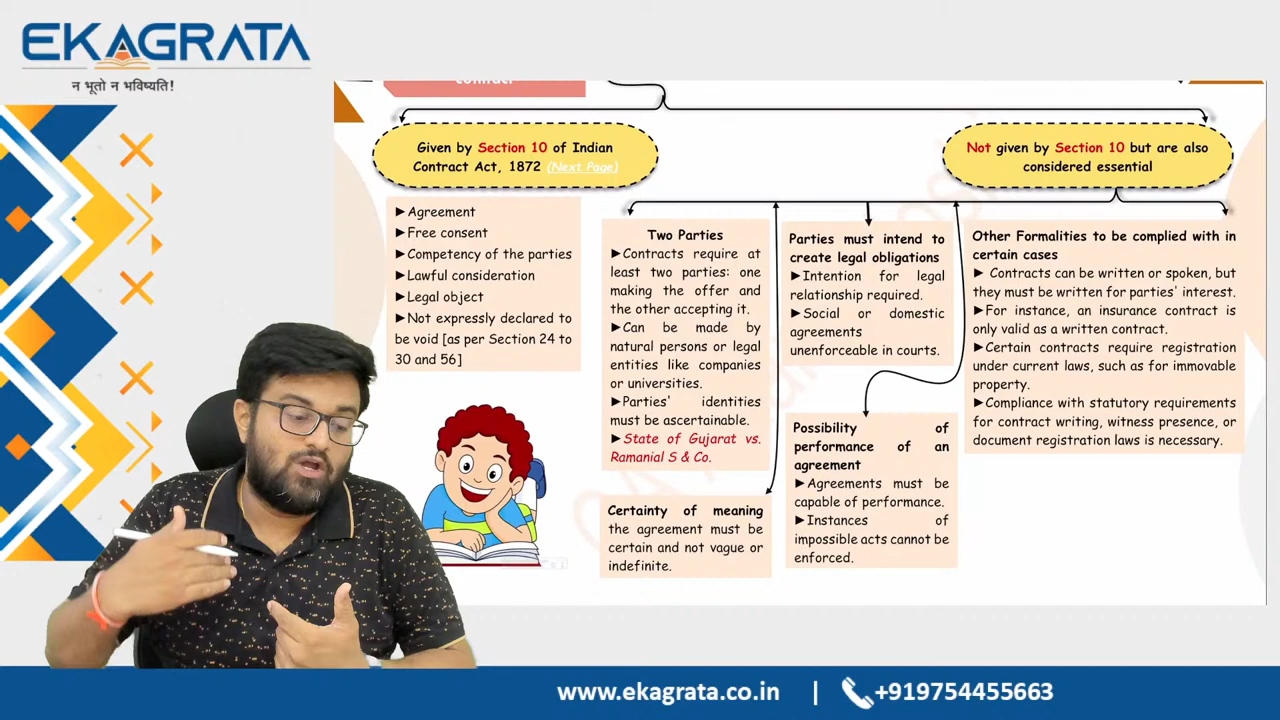 EKAGRATA
न भूतो न भविष्यति!
contract
Given by Section 10 of Indian
Contract Act, 1872 (Next Page)
Not given by Section 10 but are also
considered essential
►Agreement
►Free consent
►Competency of the parties
►Lawful consideration
►Legal object
►Not expressly declared to
be void [as per Section 24 to
30 and 56]
Two Parties
►Contracts require at
least two parties: one
making the offer and
the other accepting it.
►Can be made by
natural persons or legal
entities like companies
or universities.
►Parties' identities
must be ascertainable.
►State of Gujarat vs.
Ramanial S & Co.
Certainty of meaning
the agreement must be
certain and not vague or
indefinite.
Parties must intend to
create legal obligations
►Intention for legal
relationship required.
►Social or domestic
agreements
unenforceable in courts.
Possibility of
performance of an
agreement
►Agreements must be
capable of performance.
►Instances of
impossible acts cannot be
enforced.
Other Formalities to be complied with in
certain cases
► Contracts can be written or spoken, but
they must be written for parties' interest.
►For instance, an insurance contract is
only valid as a written contract.
►Certain contracts require registration
under current laws, such as for immovable
property.
►Compliance with statutory requirements
for contract writing, witness presence, or
document registration laws is necessary.
www.ekagrata.co.in | +919754455663